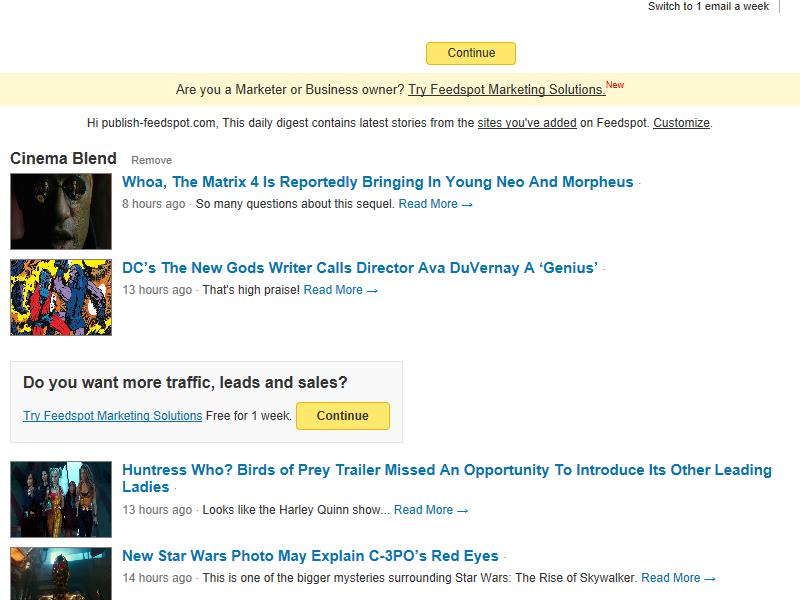 Switch to 1 email a week
Continue
Are you a Marketer or Business owner? Try Feedspot Marketing Solutions.New
Hi publish-feedspot.com, This daily digest contains latest stories from the sites you've added on Feedspot. Customize.
Cinema Blend Remove
Whoa, The Matrix 4 Is Reportedly Bringing In Young Neo And Morpheus ·
8 hours ago · So many questions about this sequel. Read More →
DC’s The New Gods Writer Calls Director Ava DuVernay A ‘Genius’ ·
13 hours ago · That's high praise! Read More →
Do you want more traffic, leads and sales?
Try Feedspot Marketing Solutions Free for 1 week. Continue
Huntress Who? Birds of Prey Trailer Missed An Opportunity To Introduce Its Other Leading
Ladies ·
13 hours ago · Looks like the Harley Quinn show... Read More →
New Star Wars Photo May Explain C-3PO’s Red Eyes ·
14 hours ago · This is one of the bigger mysteries surrounding Star Wars: The Rise of Skywalker. Read More →